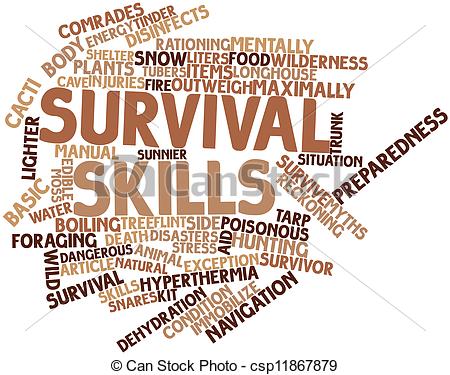 COMRADES
ENERGY TINDER
BODY
DISINFECTS
RATIONING MENTALLY
SHELTER SNOW LITERS FOOD WILDERNESS
PLANTS TUBERS ITEMS LONGHOUSE
CACTI
CAVE INJURIES FIRE OUTWEIGH MAXIMALLY
SURVIVAL
TRUNK
LIGHTER
MANUAL SUNNIER SITUATION
PREPAREDNESS
EDIBLE
MOSS
SKILLS
SURVIVE MYTHS
RECKONING
BASIC
WATER
BOILING TREE FLINT SIDE
TARP
FORAGING DEATH DISASTERS AID POISONOUS
STRESS HUNTING
WILD
DANGEROUS ANIMAL
ARTICLE NATURAL EXCEPTION SURVIVOR
SURVIVAL
SKILLS HYPERTHERMIA
SNARES KIT
DEHYDRATION
CONDITION
IMMOBILIZE
NAVIGATION
© Can Stock Photo - csp11867879